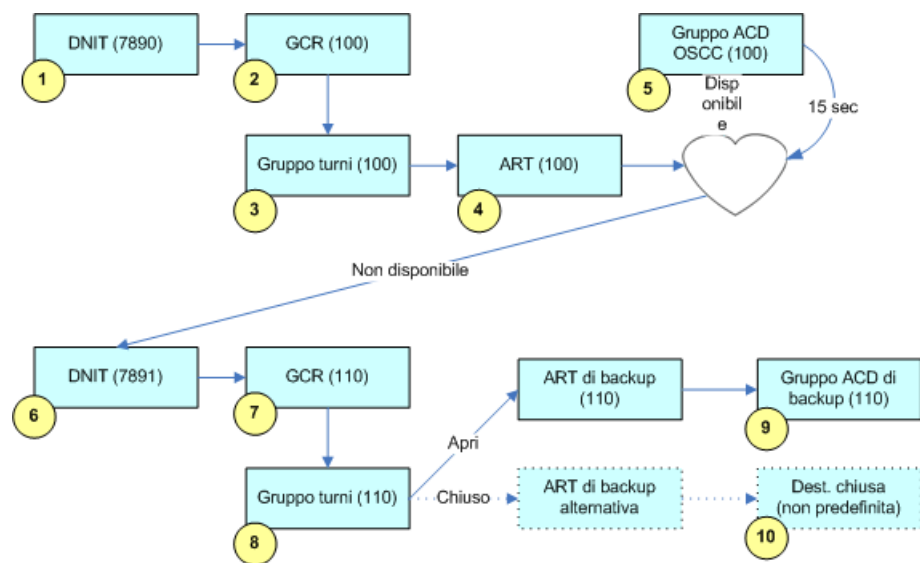 DNIT (7890)
1
GCR (100)
2
Gruppo ACD
OSCC (100)
5
Disp
onibil
e
15 sec
Gruppo turni (100)
3
ART (100)
4
Non disponibile
DNIT (7891)
6
GCR (110)
7
ART di backup
(110)
Gruppo ACD di
backup (110)
9
Apri
Gruppo turni (110)
8
Chiuso
ART di backup
alternativa
Dest. chiusa
(non predefinita)
10